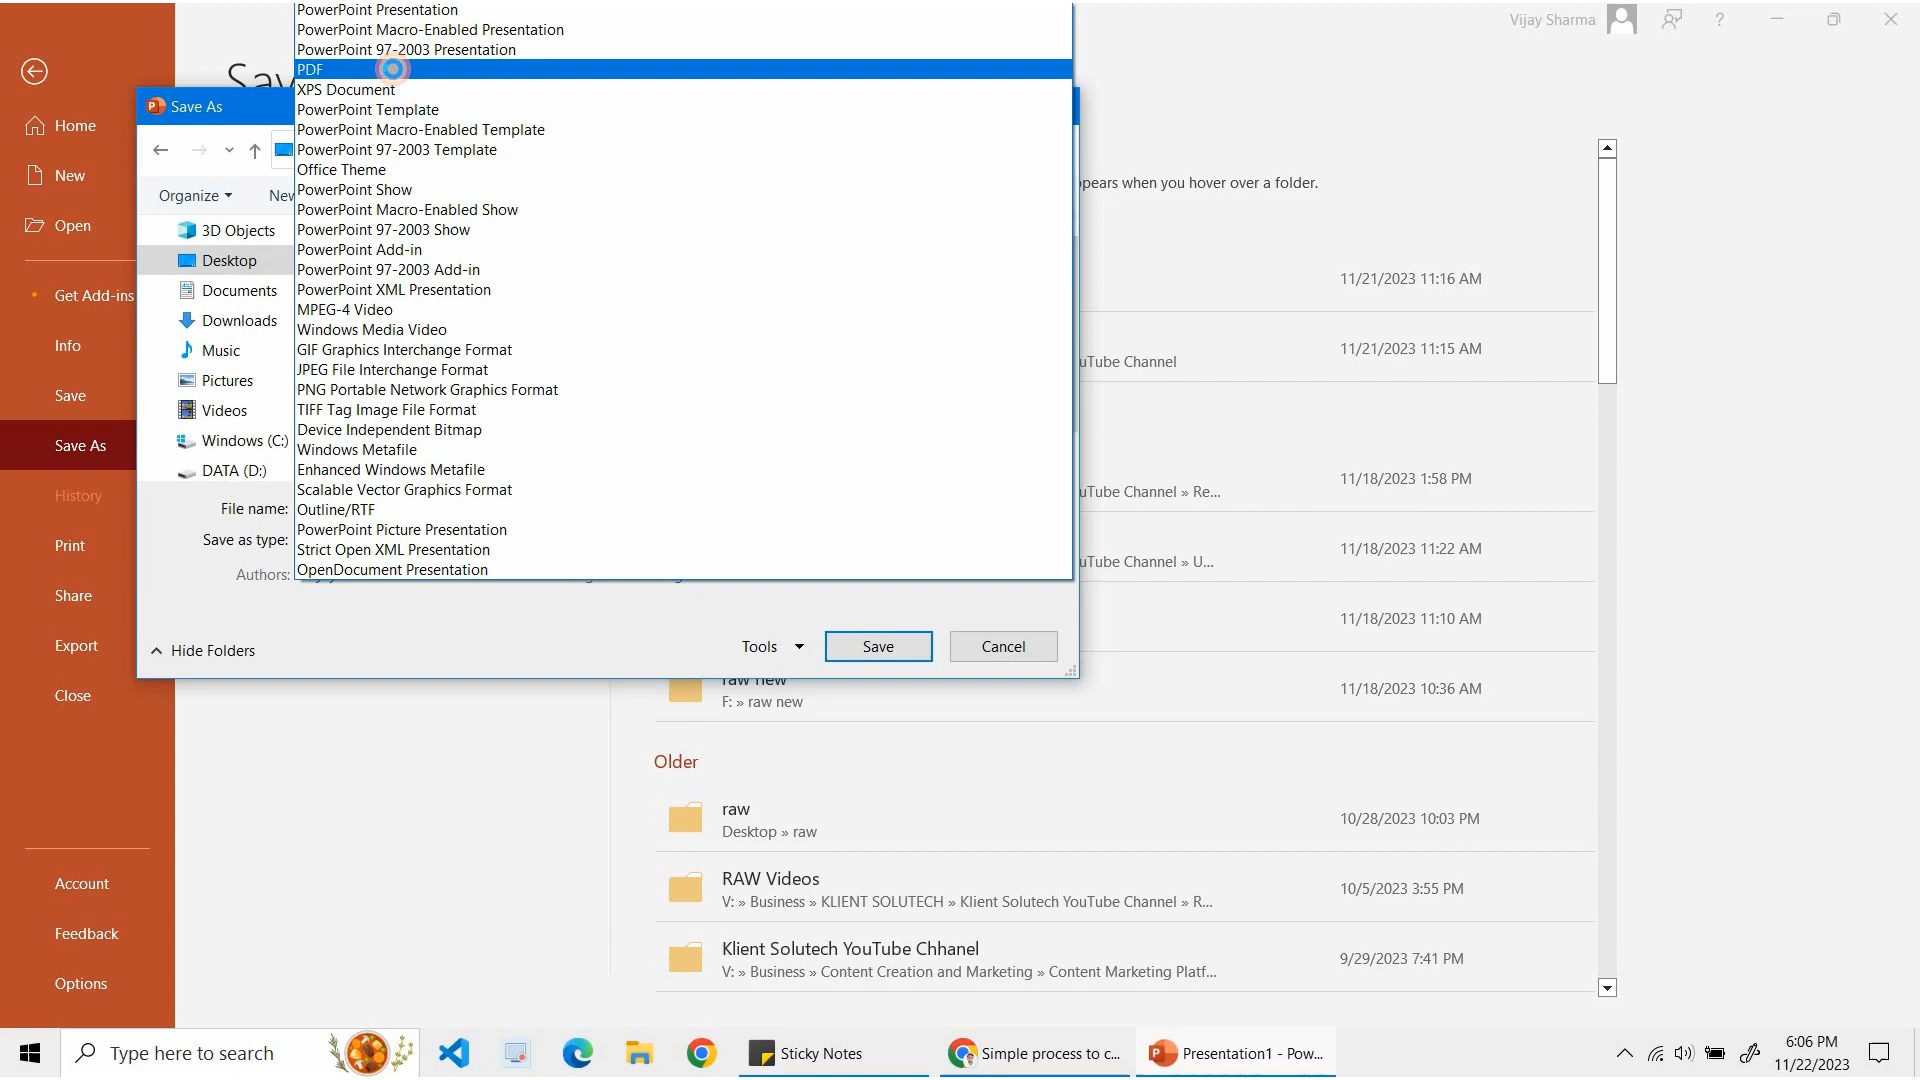 PowerPoint Presentation
PowerPoint Macro-Enabled Presentation
PowerPoint 97-2003 Presentation
PDF
XPS Document
PowerPoint Template
PowerPoint Macro-Enabled Template
PowerPoint 97-2003 Template
Office Theme
PowerPoint Show
PowerPoint Macro-Enabled Show
PowerPoint 97-2003 Show
PowerPoint Add-in
PowerPoint 97-2003 Add-in
PowerPoint XML Presentation
MPEG-4 Video
Windows Media Video
GIF Graphics Interchange Format
JPEG File Interchange Format
PNG Portable Network Graphics Format
TIFF Tag Image File Format
Device Independent Bitmap
Windows Metafile
Enhanced Windows Metafile
Scalable Vector Graphics Format
Outline/RTF
PowerPoint Picture Presentation
Strict Open XML Presentation
OpenDocument Presentation
Vijay Sharma
?
Sav
Home
New
Open
Get Add-ins
Info
Save
Save As
History
Print
Share
Export
Close
Account
Feedback
Options
Save As
Organize
New
3D Objects
Desktop
Documents
Downloads
Music
Pictures
Videos
Windows (C:)
DATA (D:)
File name:
Save as type:
Authors:
Hide Folders
Tools
Save
Cancel
pears when you hover over a folder.
11/21/2023 11:16 AM
11/21/2023 11:15 AM
uTube Channel
11/18/2023 1:58 PM
uTube Channel » Re...
11/18/2023 11:22 AM
uTube Channel » U...
11/18/2023 11:10 AM
raw new
F: » raw new
11/18/2023 10:36 AM
Older
raw
Desktop » raw
10/28/2023 10:03 PM
RAW Videos
V: » Business » KLIENT SOLUTECH » Klient Solutech YouTube Channel » R...
10/5/2023 3:55 PM
Klient Solutech YouTube Chhanel
V: » Business » Content Creation and Marketing » Content Marketing Platf...
9/29/2023 7:41 PM
Type here to search
Sticky Notes
Simple process to c...
Presentation1 - Pow...
6:06 PM
11/22/2023